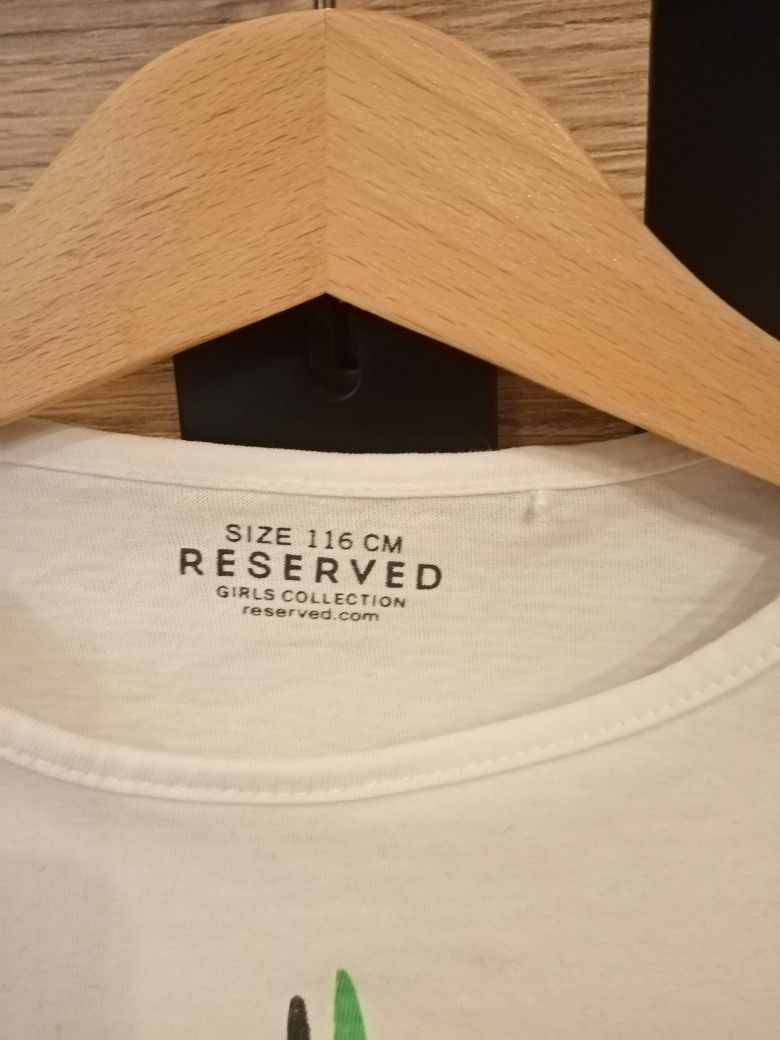 SIZE 116 CM
RESERVED
GIRLS COLLECTION
reserved.com